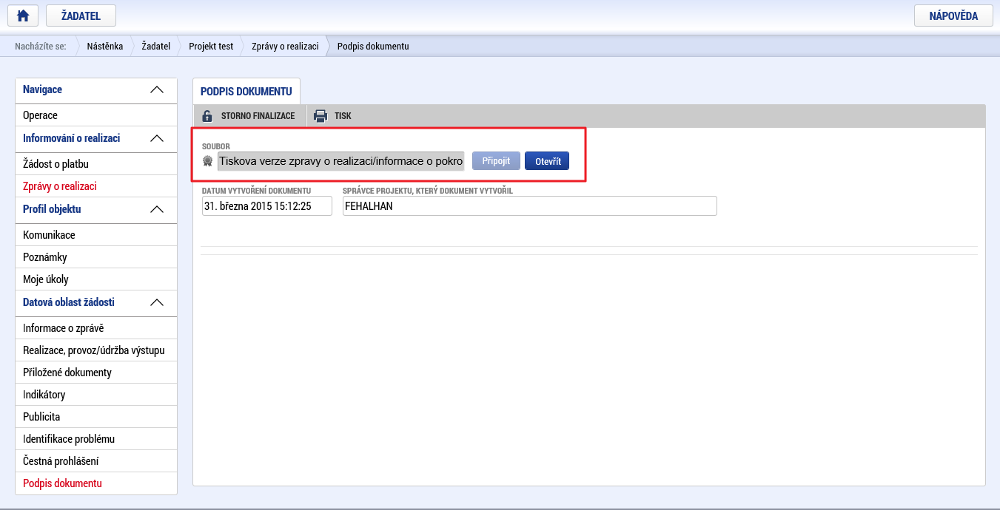 ŽADATEL
NÁPOVĚDA
Nacházíte se: Nástěnka Žadatel Projekt test Zprávy o realizaci Podpis dokumentu
Navigace
Operace
Informování o realizaci
Žádost o platbu
Zprávy o realizaci
Profil objektu
Komunikace
Poznámky
Moje úkoly
Datová oblast žádosti
Informace o zprávě
Realizace, provoz/údržba výstupu
Přiložené dokumenty
Indikátory
Publicita
Identifikace problému
Čestná prohlášení
Podpis dokumentu
PODPIS DOKUMENTU
STORNO FINALIZACE TISK
SOUBOR
Tiskova verze zpravy o realizaci/informace o pokro Připojit Otevřít
DATUM VYTVOŘENÍ DOKUMENTU SPRÁVCE PROJEKTU, KTERÝ DOKUMENT VYTVOŘIL
31. března 2015 15:12:25 FEHALHAN